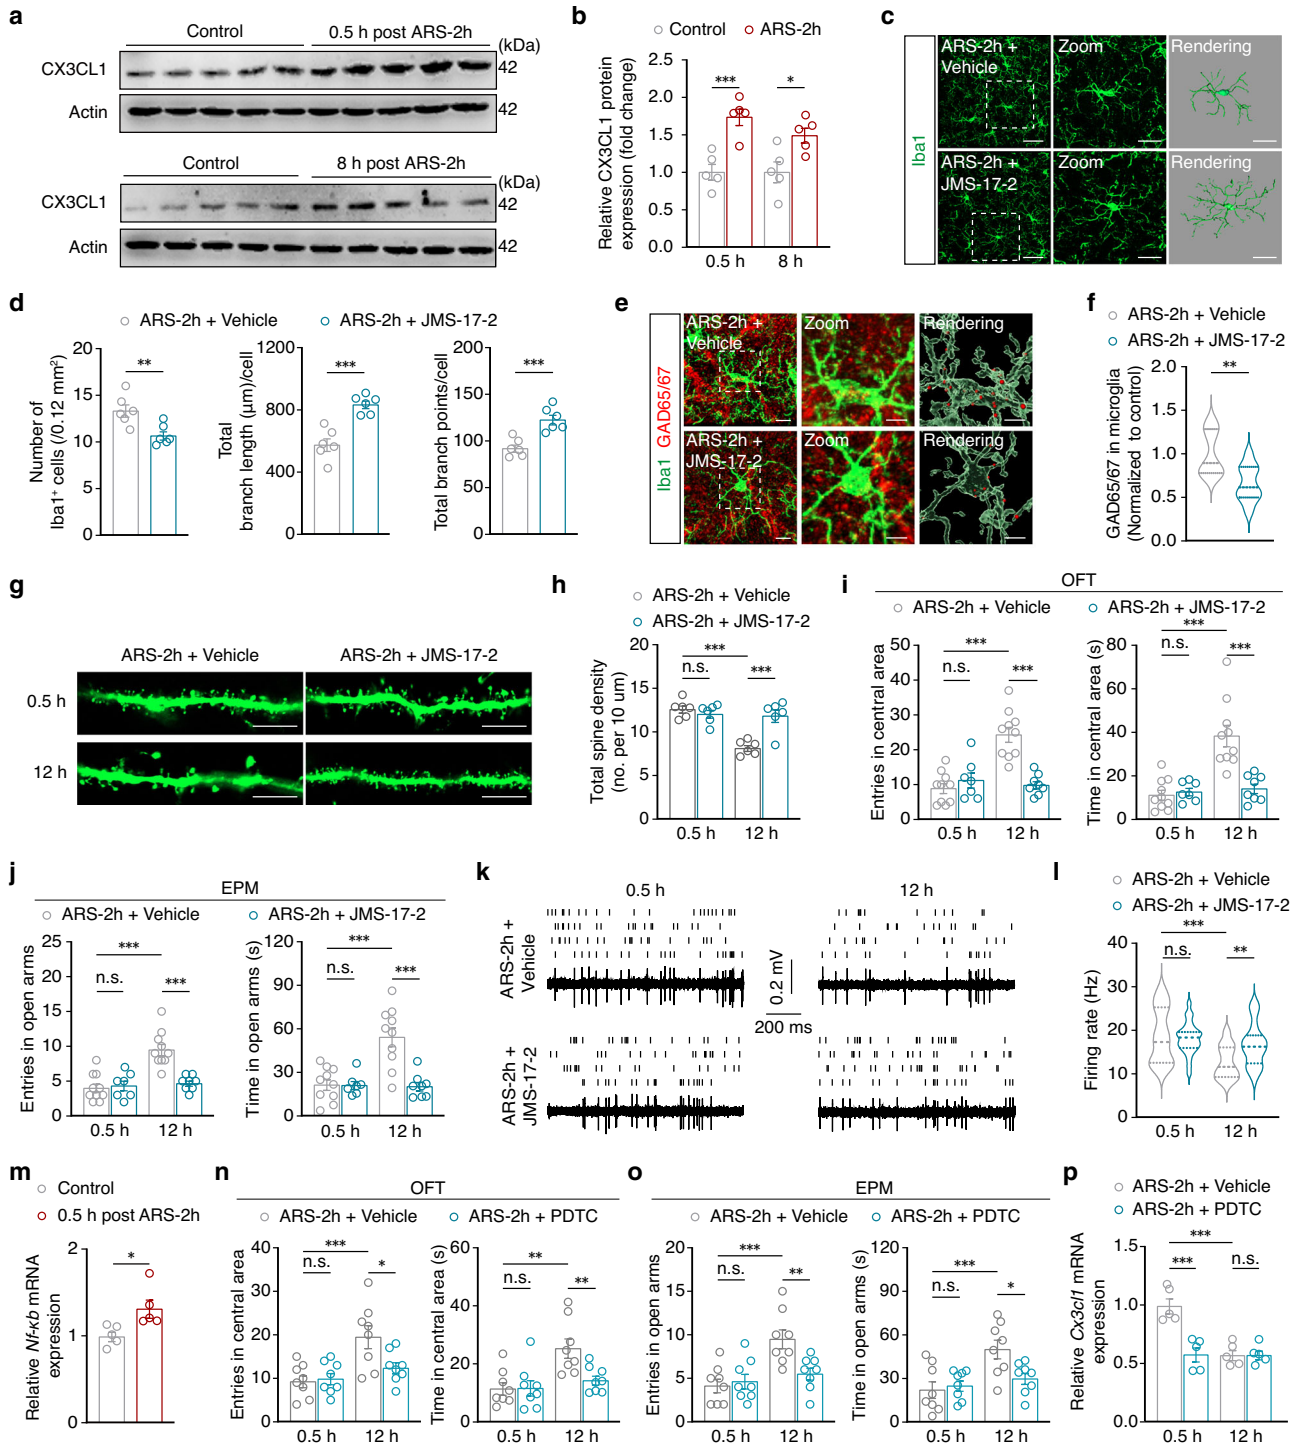 a
Control
0.5 h post ARS-2h
(kDa)
CX3CL1
42
Actin
42
Control
8 h post ARS-2h
(kDa)
CX3CL1
42
Actin
42
b
Control
ARS-2h
Relative CX3CL1 protein
expression (fold change)
2.5
2.0
1.5
1.0
0.5
0.0
***
*
0.5 h
8 h
c
Iba1
ARS-2h +
Vehicle
Zoom
Rendering
ARS-2h +
JMS-17-2
Zoom
Rendering
d
ARS-2h + Vehicle
ARS-2h + JMS-17-2
Number of
Iba1⁺ cells (/0.12 mm²)
20
15
10
5
0
**
Total
branch length (μm)/cell
1200
800
400
0
***
Total branch points/cell
200
150
100
50
0
***
e
Iba1 GAD65/67
ARS-2h +
Vehicle
Zoom
Rendering
ARS-2h +
JMS-17-2
Zoom
Rendering
f
ARS-2h + Vehicle
ARS-2h + JMS-17-2
GAD65/67 in microglia
(Normalized to control)
2.0
1.5
1.0
0.5
0.0
**
g
ARS-2h + Vehicle
ARS-2h + JMS-17-2
0.5 h
12 h
h
ARS-2h + Vehicle
ARS-2h + JMS-17-2
Total spine density
(no. per 10 um)
20
15
10
5
0
***
n.s.
***
0.5 h
12 h
i
OFT
ARS-2h + Vehicle
ARS-2h + JMS-17-2
Entries in central area
50
40
30
20
10
0
***
n.s.
***
0.5 h
12 h
Time in central area (s)
80
60
40
20
0
***
n.s.
***
0.5 h
12 h
j
EPM
ARS-2h + Vehicle
ARS-2h + JMS-17-2
Entries in open arms
25
20
15
10
5
0
***
n.s.
***
0.5 h
12 h
Time in open arms (s)
120
90
60
30
0
***
n.s.
***
0.5 h
12 h
k
0.5 h
12 h
ARS-2h +
Vehicle
0.2 mV
200 ms
ARS-2h +
JMS-17-2
l
ARS-2h + Vehicle
ARS-2h + JMS-17-2
Firing rate (Hz)
40
30
20
10
0
***
n.s.
**
0.5 h
12 h
m
Control
0.5 h post ARS-2h
Relative Nf-κb mRNA
expression
2
1
0
*
n
OFT
ARS-2h + Vehicle
ARS-2h + PDTC
Entries in central area
40
30
20
10
0
***
n.s.
*
0.5 h
12 h
Time in central area (s)
60
40
20
0
**
n.s.
**
0.5 h
12 h
o
EPM
ARS-2h + Vehicle
ARS-2h + PDTC
Entries in open arms
20
15
10
5
0
***
n.s.
**
0.5 h
12 h
Time in open arms (s)
120
90
60
30
0
***
n.s.
*
0.5 h
12 h
p
ARS-2h + Vehicle
ARS-2h + PDTC
Relative Cx3cl1 mRNA
expression
1.5
1.0
0.5
0.0
***
***
n.s.
0.5 h
12 h